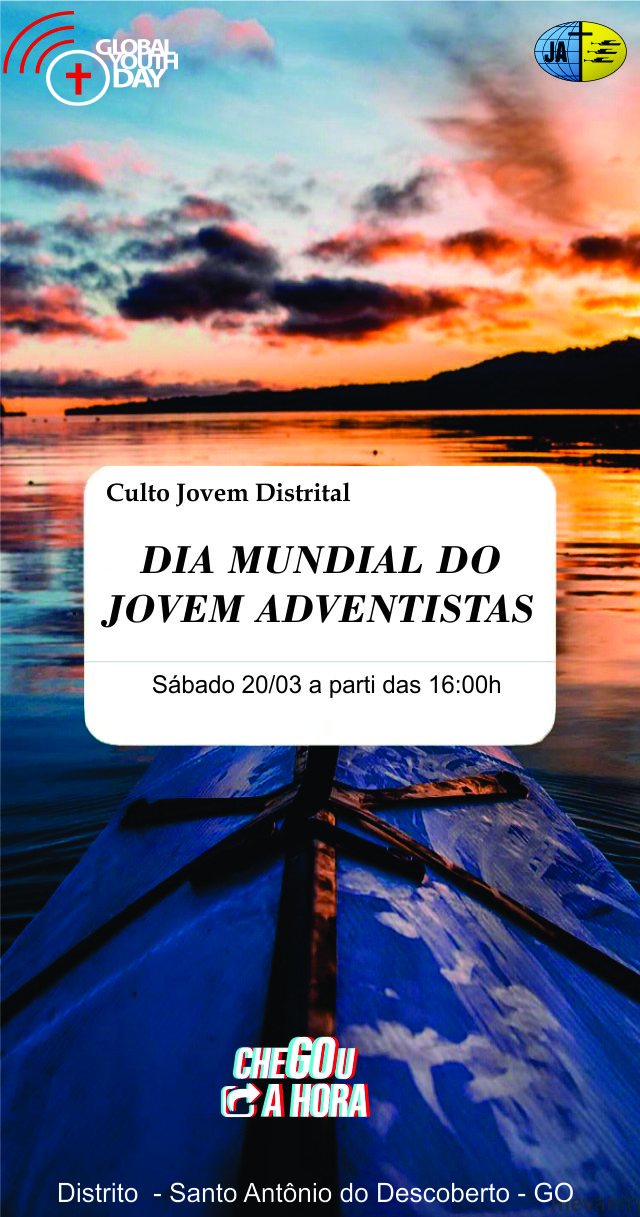 GLOBAL
YOUTH
DAY
JA
Culto Jovem Distrital
DIA MUNDIAL DO
JOVEM ADVENTISTAS
Sábado 20/03 a parti das 16:00h
CHEGOU
A HORA
Distrito - Santo Antônio do Descoberto - GO